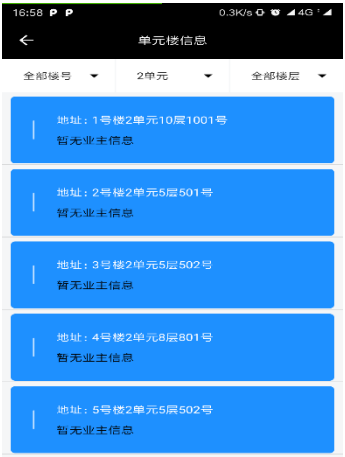 16:58 P P 0.3K/s 4G
单元楼信息
全部楼号 2单元 全部楼层
地址：1号楼2单元10层1001号
暂无业主信息
地址：2号楼2单元5层501号
暂无业主信息
地址：3号楼2单元5层502号
暂无业主信息
地址：4号楼2单元8层801号
暂无业主信息
地址：5号楼2单元5层502号
暂无业主信息